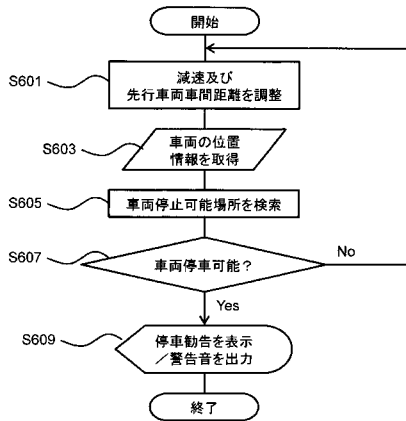 開始
S601
減速及び
先行車両車間距離を調整
S603
車両の位置
情報を取得
S605
車両停止可能場所を検索
S607
車両停車可能？
No
Yes
S609
停車勧告を表示
／警告音を出力
終了